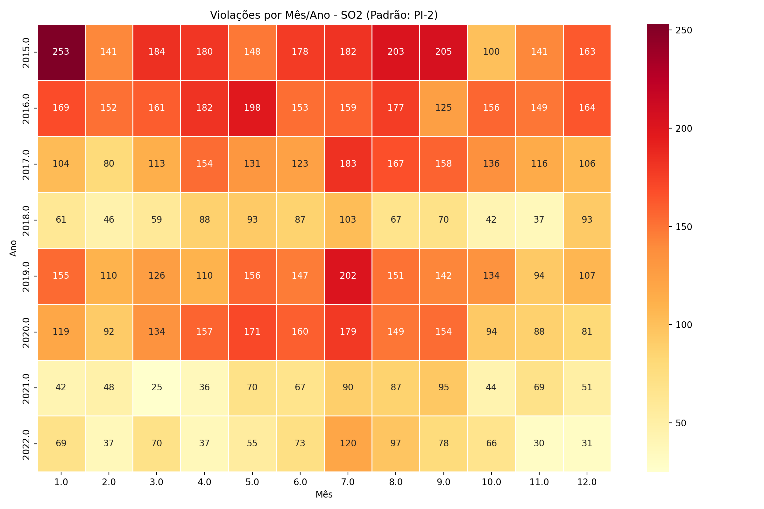 Violações por Mês/Ano - SO2 (Padrão: PI-2)
2015.0 253 141 184 180 148 178 182 203 205 100 141 163
2016.0 169 152 161 182 198 153 159 177 125 156 149 164
2017.0 104 80 113 154 131 123 183 167 158 136 116 106
2018.0 61 46 59 88 93 87 103 67 70 42 37 93
2019.0 155 110 126 110 156 147 202 151 142 134 94 107
2020.0 119 92 134 157 171 160 179 149 154 94 88 81
2021.0 42 48 25 36 70 67 90 87 95 44 69 51
2022.0 69 37 70 37 55 73 120 97 78 66 30 31
1.0 2.0 3.0 4.0 5.0 6.0 7.0 8.0 9.0 10.0 11.0 12.0
Mês
Ano
250
200
150
100
50